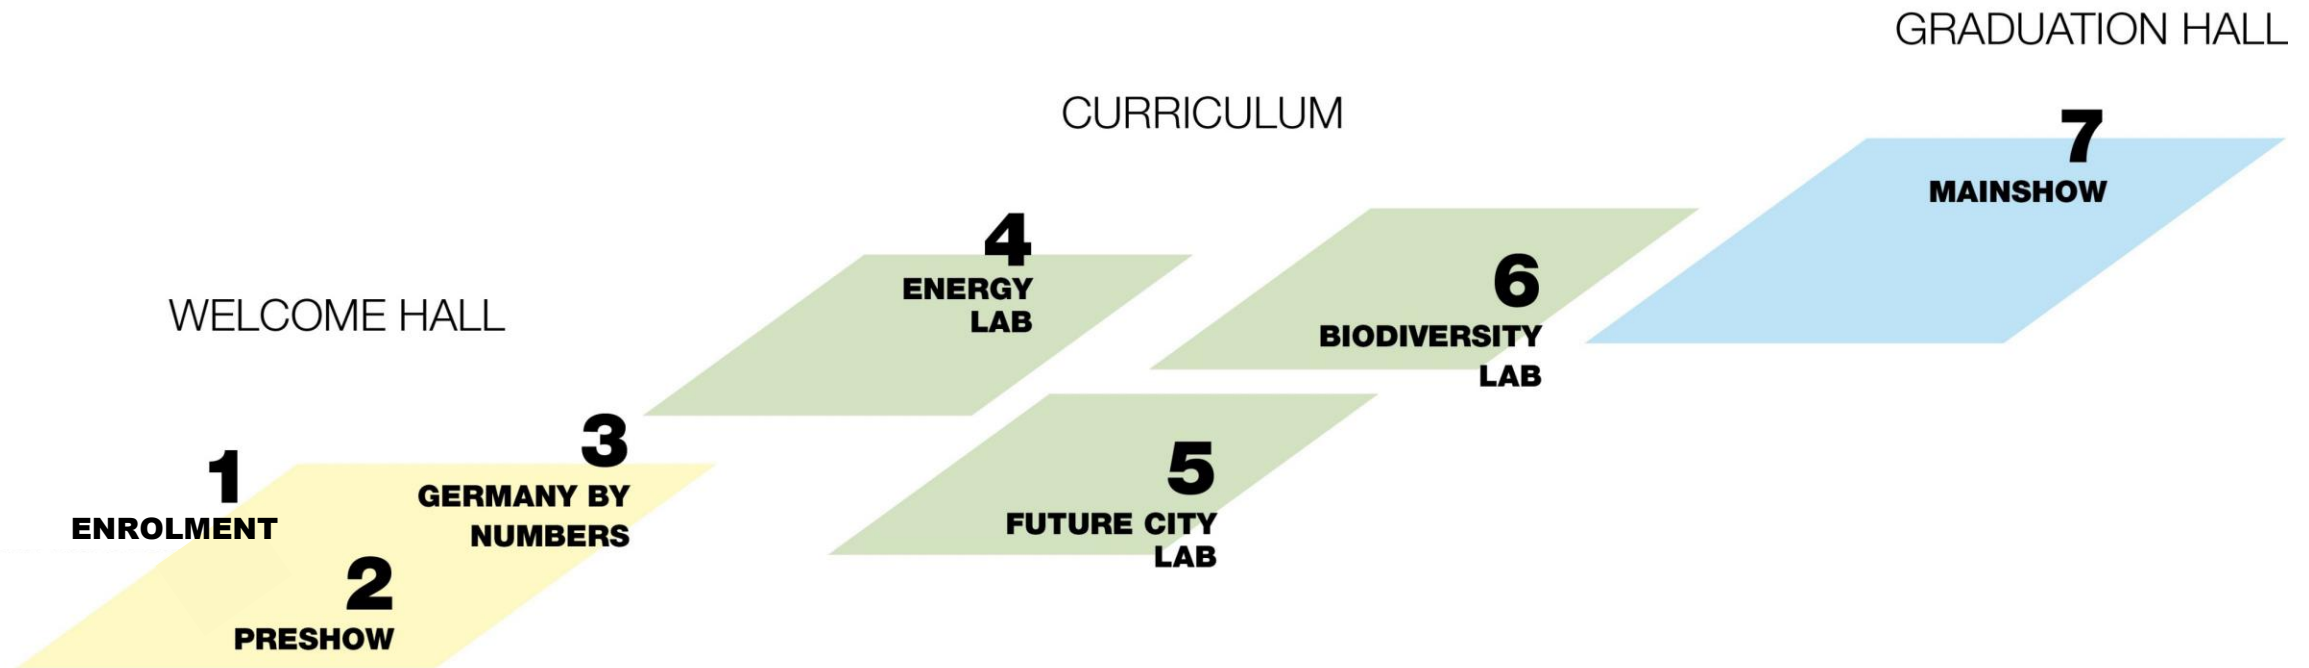 WELCOME HALL
1
ENROLMENT
2
PRESHOW
3
GERMANY BY
NUMBERS
CURRICULUM
4
ENERGY
LAB
5
FUTURE CITY
LAB
6
BIODIVERSITY
LAB
GRADUATION HALL
7
MAINSHOW